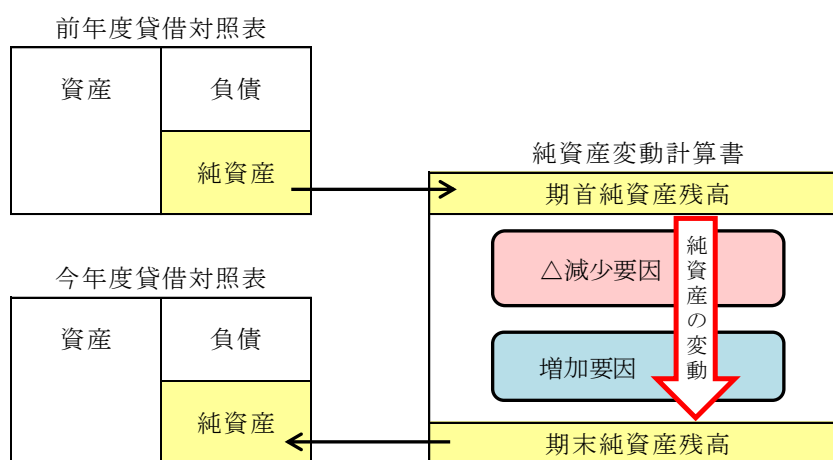 前年度貸借対照表
資産
負債
純資産
今年度貸借対照表
資産
負債
純資産
純資産変動計算書
期首純資産残高
△減少要因
増加要因
純資産の変動
期末純資産残高